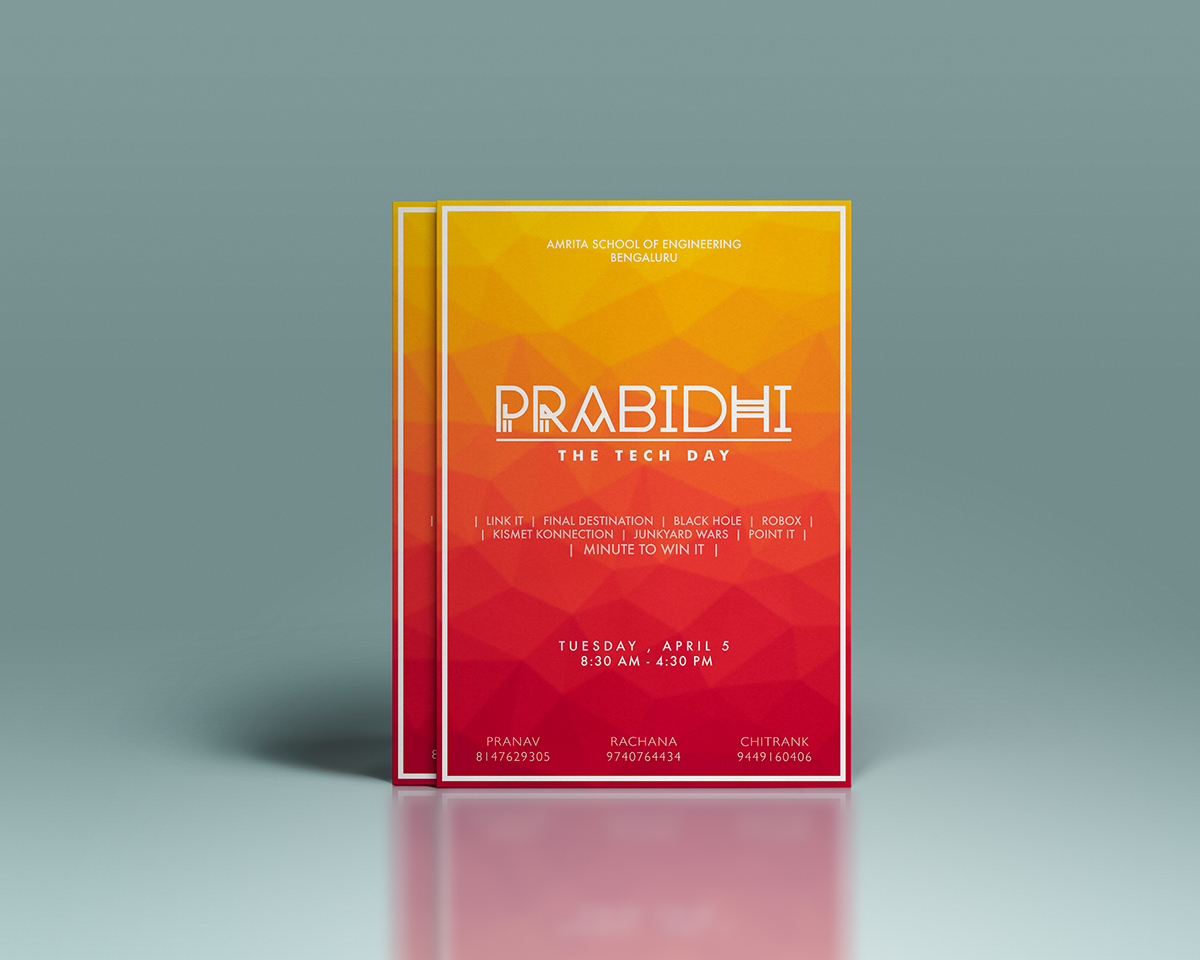 AMRITA SCHOOL OF ENGINEERING
BENGALURU
PRABIDHI
THE TECH DAY
| LINK IT | FINAL DESTINATION | BLACK HOLE | ROBOX |
| KISMET KONNECTION | JUNKYARD WARS | POINT IT |
| MINUTE TO WIN IT |
TUESDAY , APRIL 5
8:30 AM - 4:30 PM
PRANAV RACHANA CHITRANK
8147629305 9740764434 9449160406